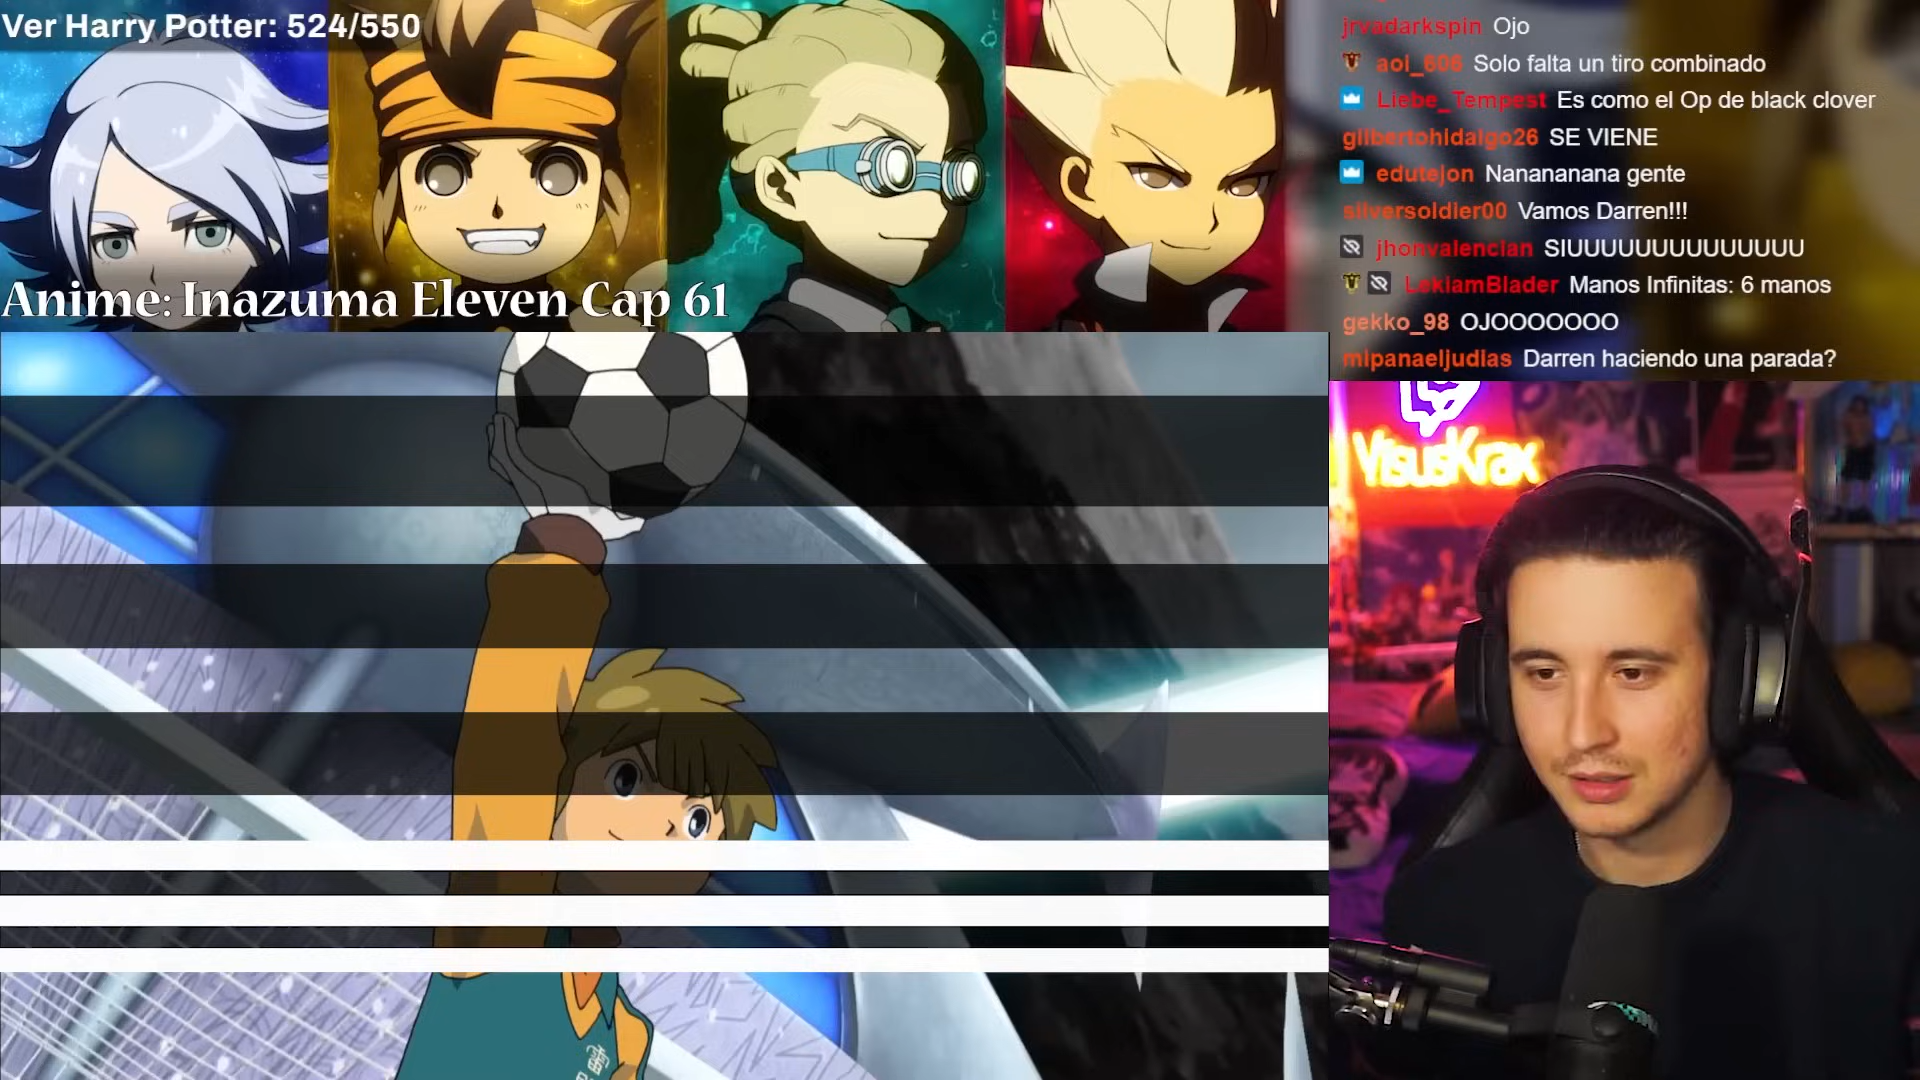 Ver Harry Potter: 524/550
Anime: Inazuma Eleven Cap 61
jrvadarkspin Ojo
aoi_606 Solo falta un tiro combinado
Liebe_Tempest Es como el Op de black clover
gilbertohidalgo26 SE VIENE
edutejon Nanananana gente
silversoldier00 Vamos Darren!!!
jhonvalencian SIUUUUUUUUUUUUUU
LekiamBlader Manos Infinitas: 6 manos
gekko_98 OJOOOOOOO
mipanaeljudias Darren haciendo una parada?
VisusKrax